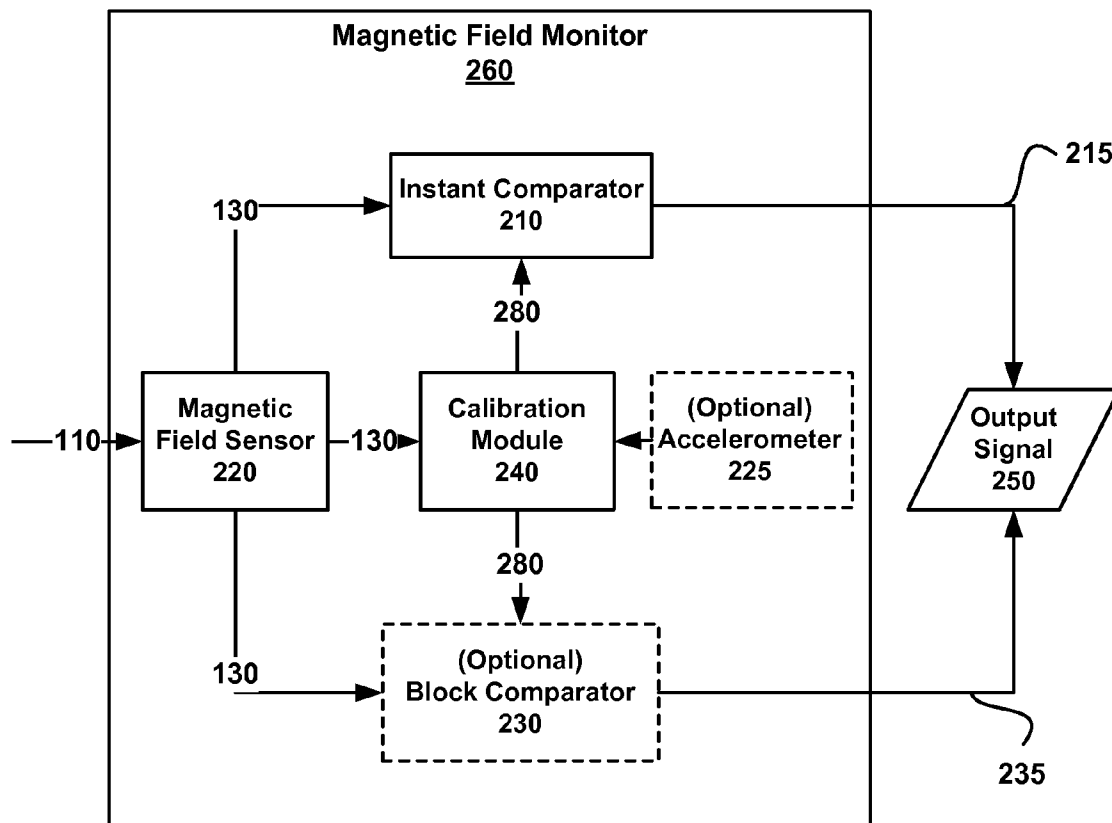 Magnetic Field Monitor
260
215
Instant Comparator
210
130
280
110
Magnetic
Field Sensor
220
130
Calibration
Module
240
(Optional)
Accelerometer
225
Output
Signal
250
280
130
(Optional)
Block Comparator
230
235